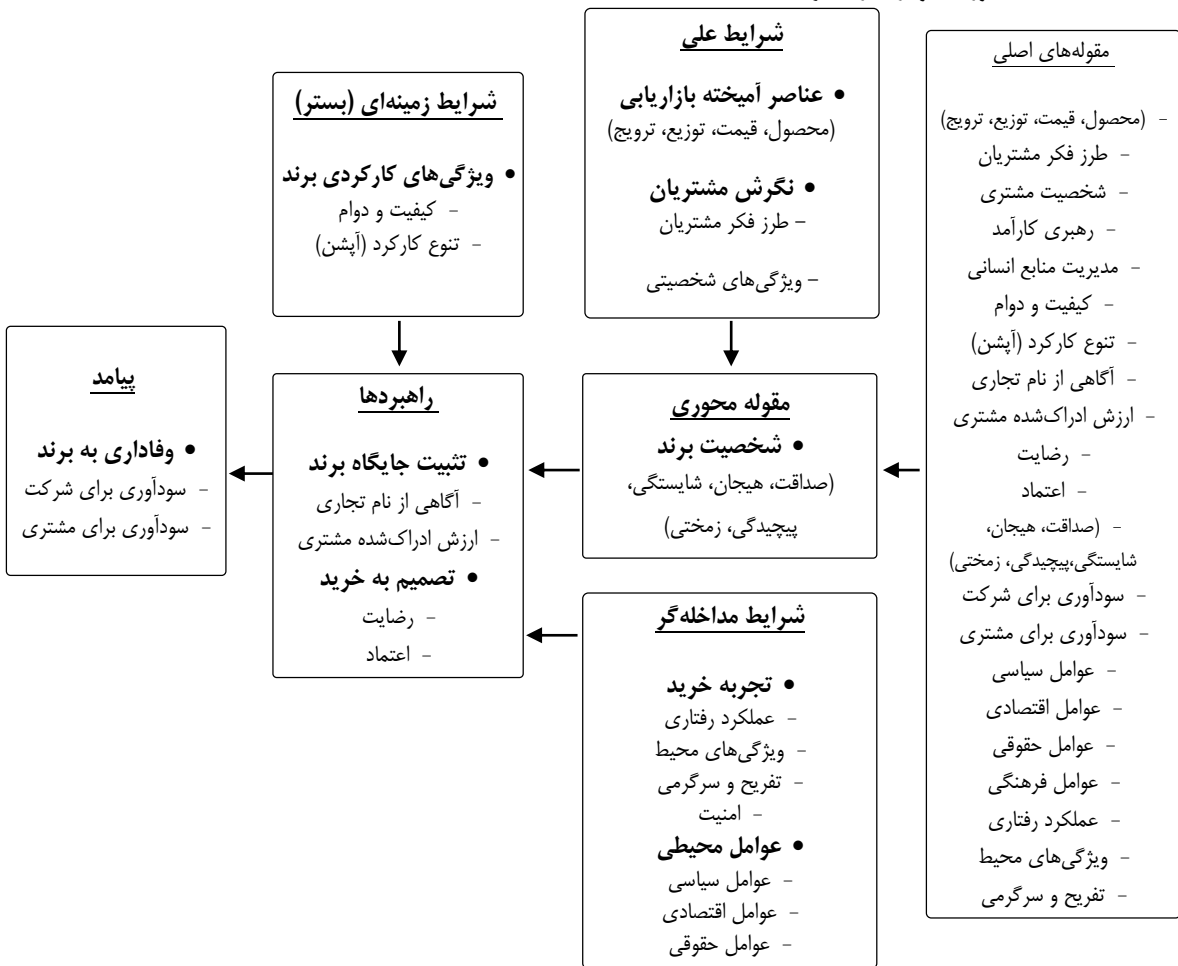 مقوله‌های اصلی
- (محصول، قیمت، توزیع، ترویج)
- طرز فکر مشتریان
- شخصیت مشتری
- رهبری کارآمد
- مدیریت منابع انسانی
- کیفیت و دوام
- تنوع کارکرد (آپشن)
- آگاهی از نام تجاری
- ارزش ادراک‌شده مشتری
- رضایت
- اعتماد
- (صداقت، هیجان،
شایستگی،پیچیدگی، زمختی)
- سودآوری برای شرکت
- سودآوری برای مشتری
- عوامل سیاسی
- عوامل اقتصادی
- عوامل حقوقی
- عوامل فرهنگی
- عملکرد رفتاری
- ویژگی‌های محیط
- تفریح و سرگرمی
شرایط علی
• عناصر آمیخته بازاریابی
(محصول، قیمت، توزیع، ترویج)
• نگرش مشتریان
– طرز فکر مشتریان
– ویژگی‌های شخصیتی
مقوله محوری
• شخصیت برند
(صداقت، هیجان، شایستگی،
پیچیدگی، زمختی)
شرایط مداخله‌گر
• تجربه خرید
- عملکرد رفتاری
- ویژگی‌های محیط
- تفریح و سرگرمی
- امنیت
• عوامل محیطی
- عوامل سیاسی
- عوامل اقتصادی
- عوامل حقوقی
شرایط زمینه‌ای (بستر)
• ویژگی‌های کارکردی برند
- کیفیت و دوام
- تنوع کارکرد (آپشن)
راهبردها
• تثبیت جایگاه برند
- آگاهی از نام تجاری
- ارزش ادراک‌شده مشتری
• تصمیم به خرید
- رضایت
- اعتماد
پیامد
• وفاداری به برند
- سودآوری برای شرکت
- سودآوری برای مشتری